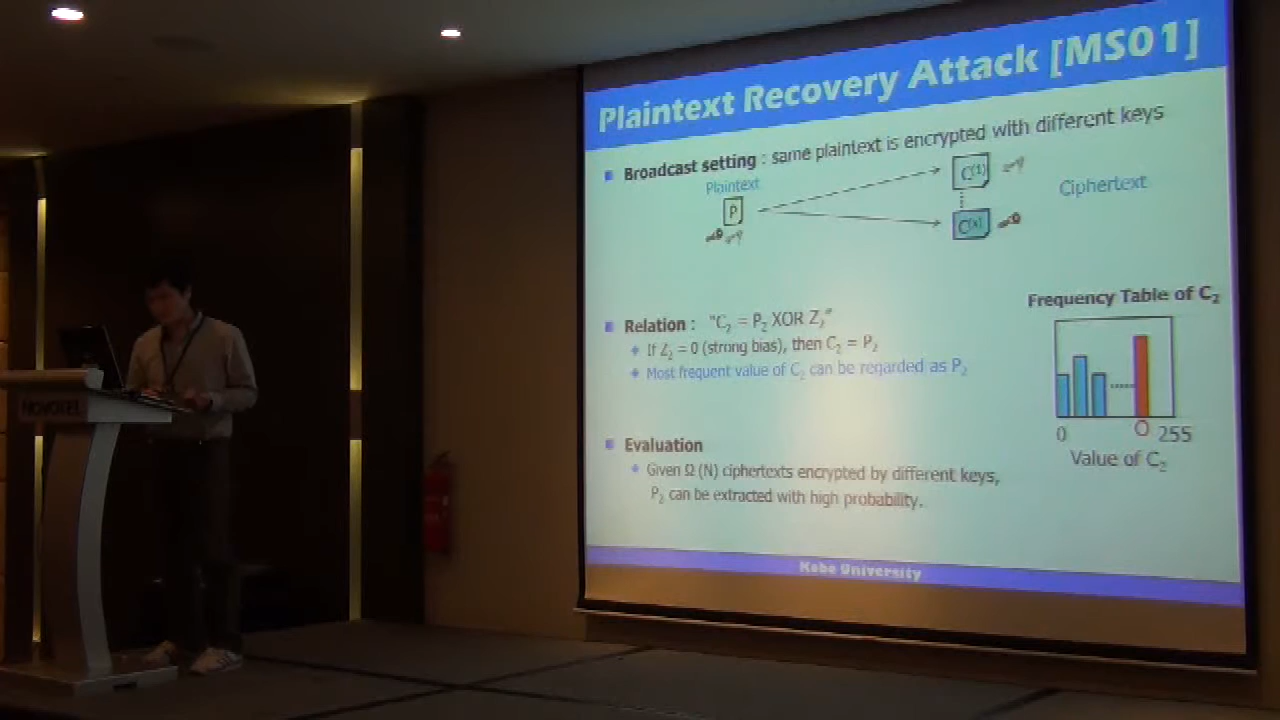 Plaintext Recovery Attack [MS01]
Broadcast setting : same plaintext is encrypted with different keys
Plaintext
P
C(1)
Ciphertext
C(x)
Frequency Table of C2
Relation : "C2 = P2 XOR Z2"
If Z2 = 0 (strong bias), then C2 = P2
Most frequent value of C2 can be regarded as P2
0 255
Value of C2
Evaluation
Given Ω (N) ciphertexts encrypted by different keys,
P2 can be extracted with high probability.
Kobe University
NOVOTEL